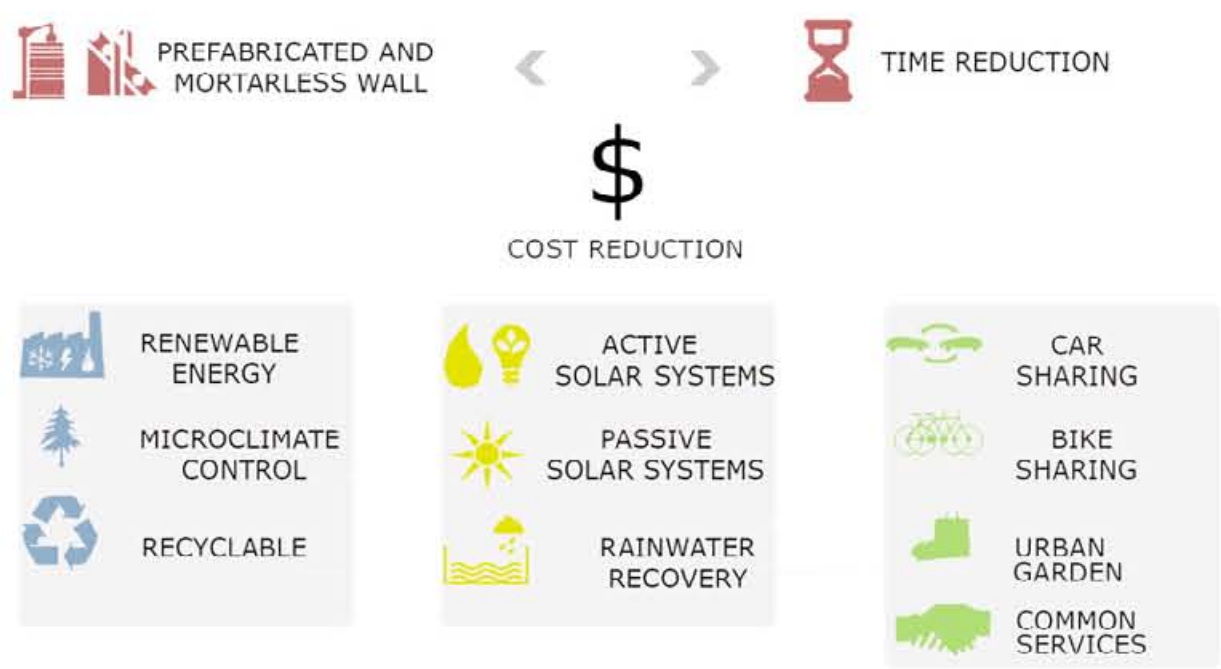 PREFABRICATED AND
MORTARLESS WALL
TIME REDUCTION
$
COST REDUCTION
RENEWABLE
ENERGY
MICROCLIMATE
CONTROL
RECYCLABLE
ACTIVE
SOLAR SYSTEMS
PASSIVE
SOLAR SYSTEMS
RAINWATER
RECOVERY
CAR
SHARING
BIKE
SHARING
URBAN
GARDEN
COMMON
SERVICES